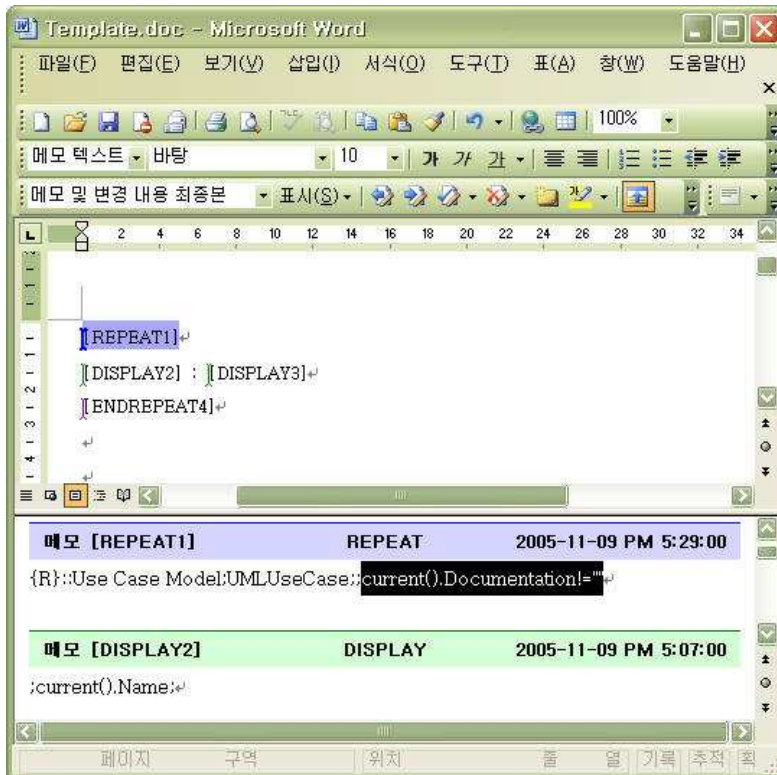 Template.doc - Microsoft Word
파일(F) 편집(E) 보기(V) 삽입(I) 서식(O) 도구(T) 표(A) 창(W) 도움말(H)
100%
메모 텍스트 바탕 10 가 가 가
메모 및 변경 내용 최종본 표시(S)
2 4 6 8 10 12 14 16 18 20 22 24 26 28 30 32 34
[REPEAT1]
[DISPLAY2] : [DISPLAY3]
[ENDREPEAT4]
메모 [REPEAT1] REPEAT 2005-11-09 PM 5:29:00
{R}::Use Case Model;UMLUseCase;;current().Documentation!=""
메모 [DISPLAY2] DISPLAY 2005-11-09 PM 5:07:00
;current().Name;
페이지 구역 위치 줄 열 기록 추적 확